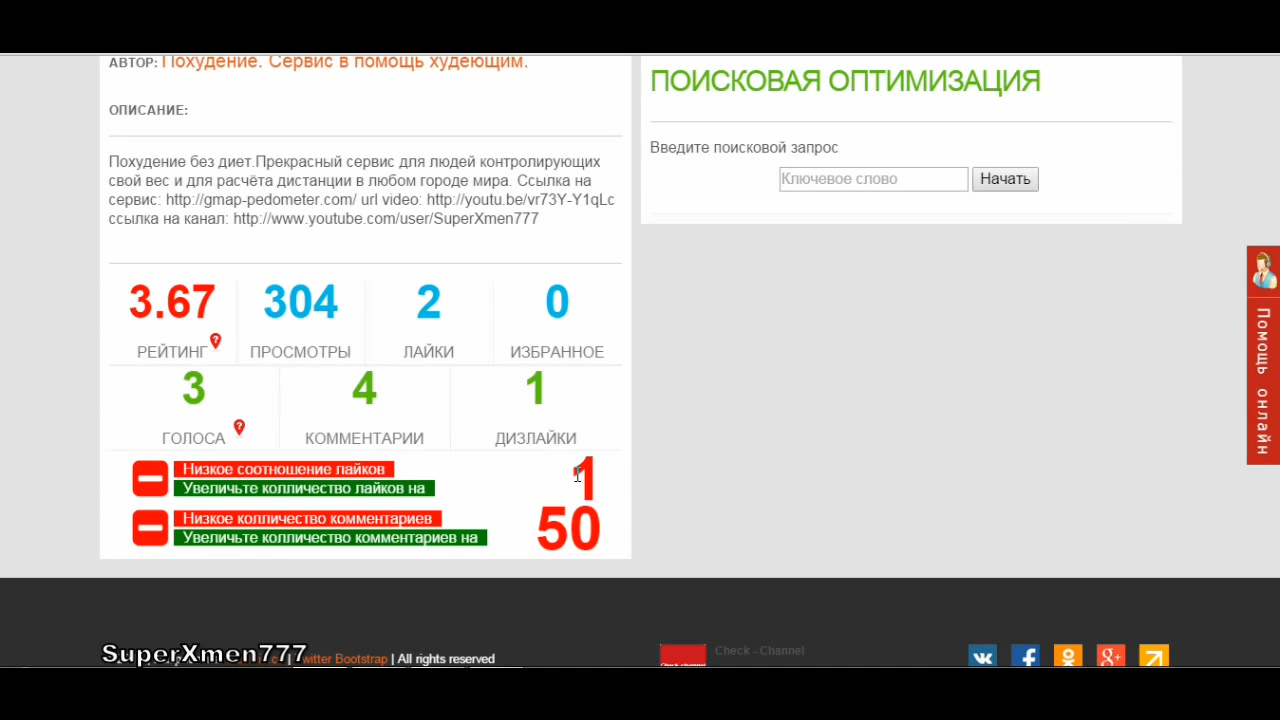 АВТОР: Похудение. Сервис в помощь худеющим.
ОПИСАНИЕ:
Похудение без диет.Прекрасный сервис для людей контролирующих
свой вес и для расчёта дистанции в любом городе мира. Ссылка на
сервис: http://gmap-pedometer.com/ url video: http://youtu.be/vr73Y-Y1qLc
ссылка на канал: http://www.youtube.com/user/SuperXmen777
3.67
304
2
0
РЕЙТИНГ
ПРОСМОТРЫ
ЛАЙКИ
ИЗБРАННОЕ
3
4
1
ГОЛОСА
КОММЕНТАРИИ
ДИЗЛАЙКИ
Низкое соотношение лайков
Увеличьте колличество лайков на
1
Низкое колличество комментариев
Увеличьте колличество комментариев на
50
ПОИСКОВАЯ ОПТИМИЗАЦИЯ
Введите поисковой запрос
Ключевое слово
Начать
Помощь онлайн
SuperXmen777
Twitter Bootstrap | All rights reserved
Check - Channel